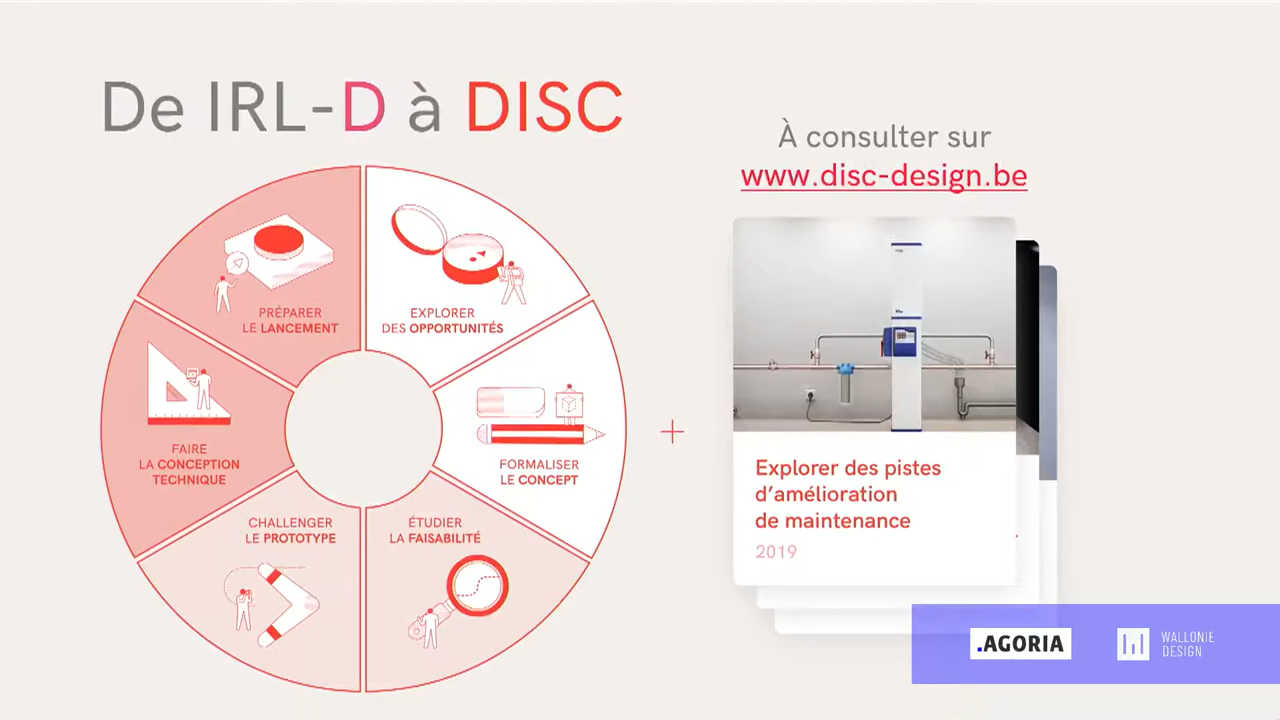 De IRL-D à DISC
À consulter sur
www.disc-design.be
PRÉPARER
LE LANCEMENT
EXPLORER
DES OPPORTUNITÉS
FAIRE
LA CONCEPTION
TECHNIQUE
FORMALISER
LE CONCEPT
CHALLENGER
LE PROTOTYPE
ÉTUDIER
LA FAISABILITÉ
+
Explorer des pistes
d’amélioration
de maintenance
2019
.AGORIA
WALLONIE
DESIGN